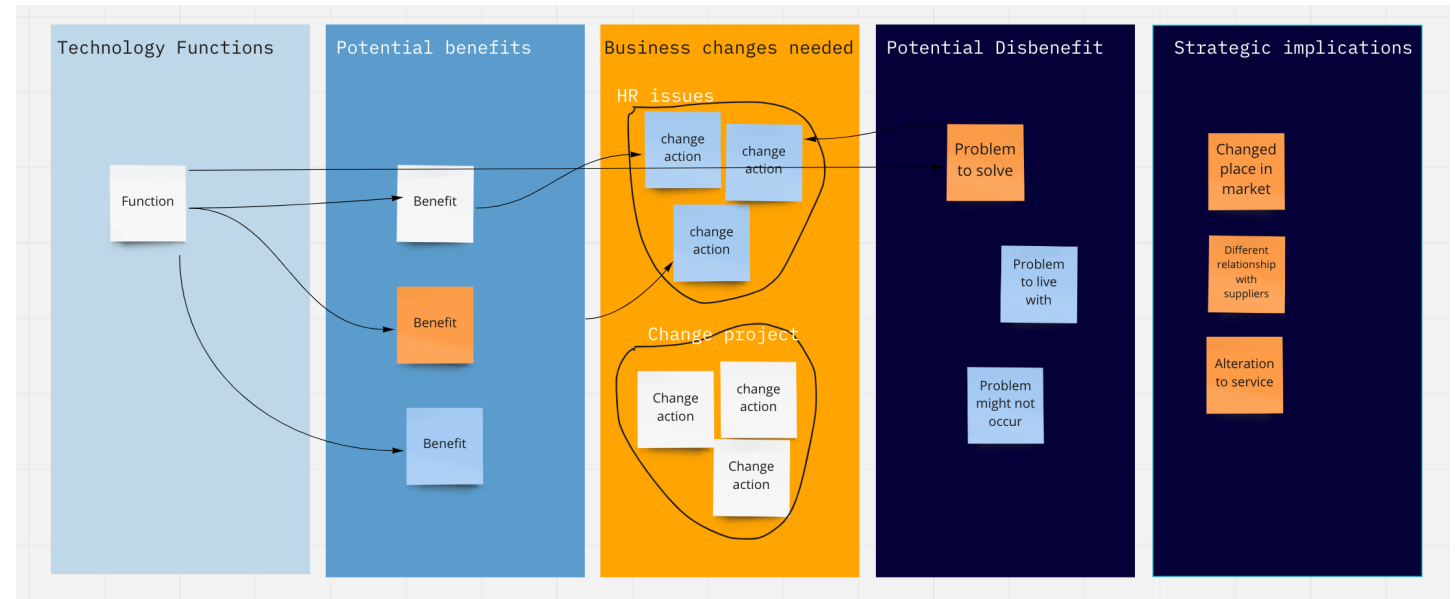 Technology Functions
Function
Potential benefits
Benefit
Benefit
Benefit
Business changes needed
HR issues
change
action
change
action
change
action
Change project
Change
action
change
action
Change
action
Potential Disbenefit
Problem
to solve
Problem
to live
with
Problem
might not
occur
Strategic implications
Changed
place in
market
Different
relationship
with
suppliers
Alteration
to service